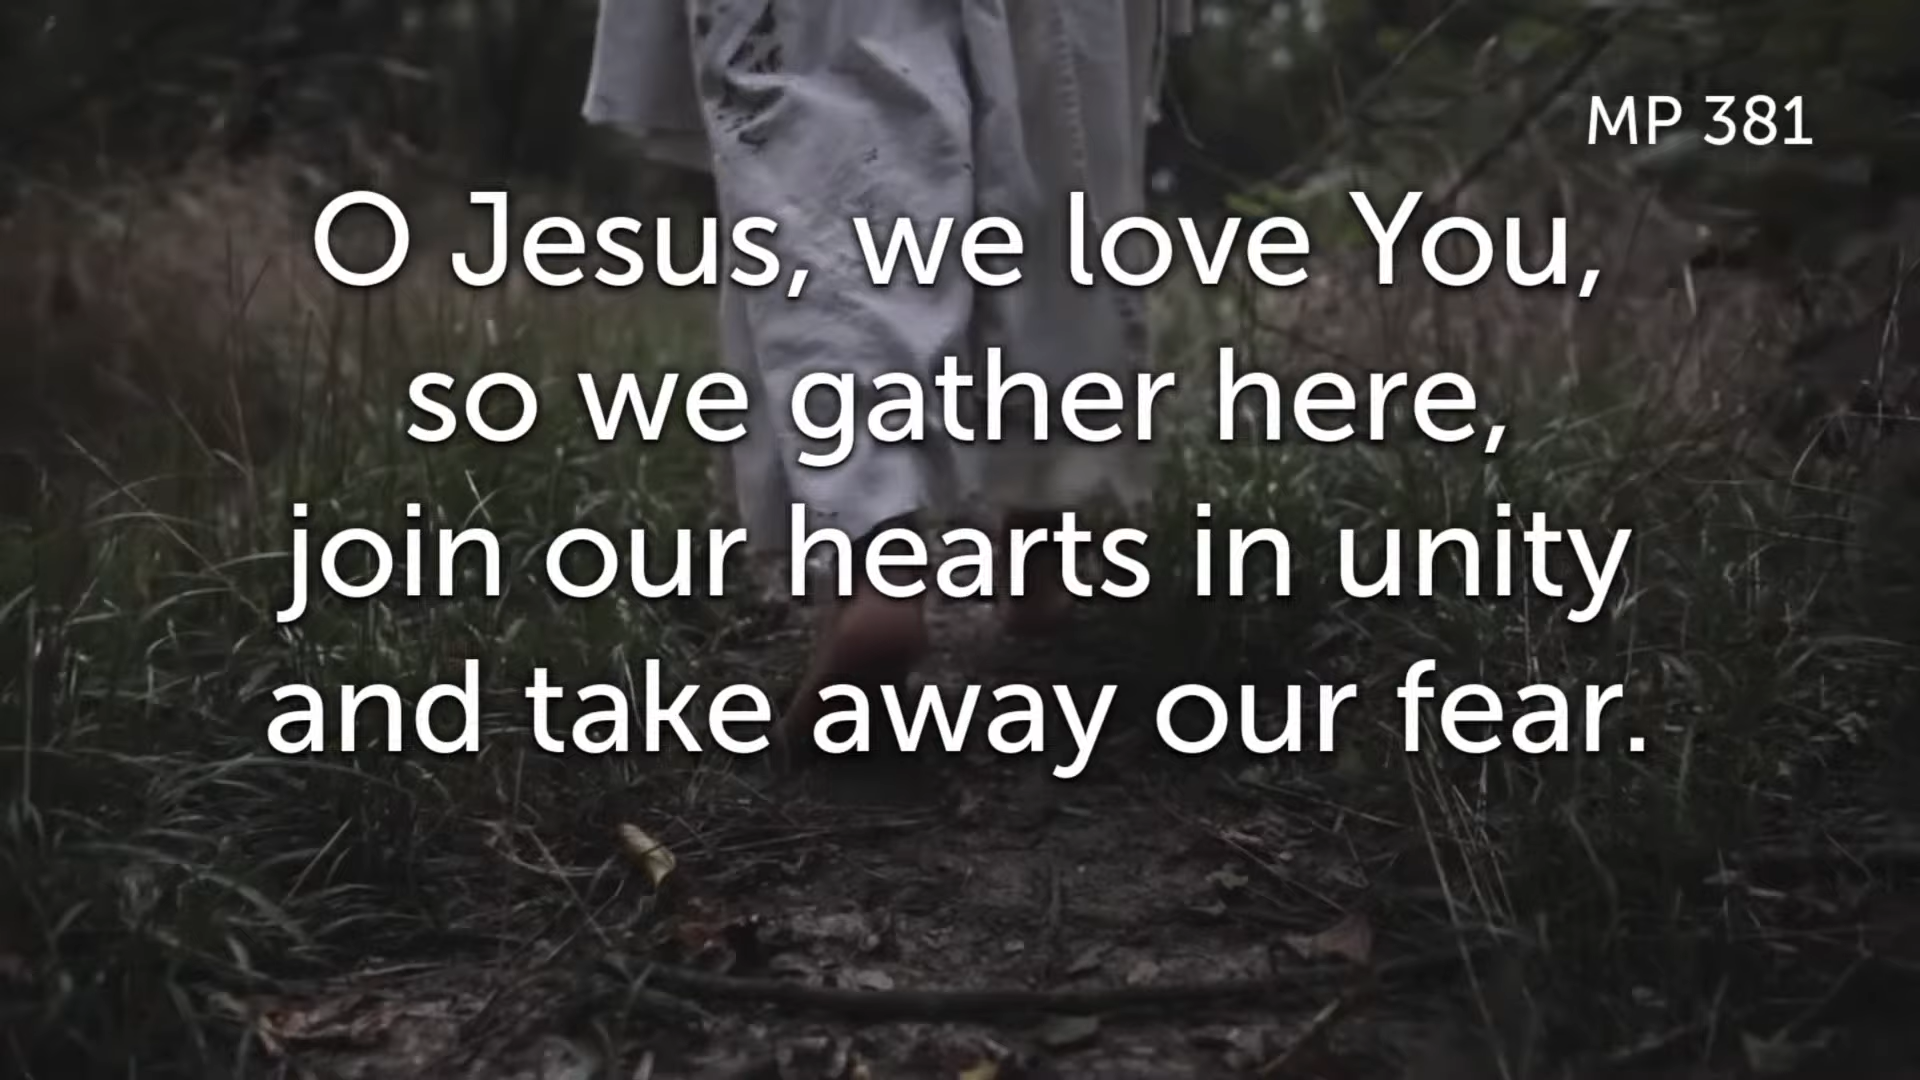 MP 381
O Jesus, we love You,
so we gather here,
join our hearts in unity
and take away our fear.